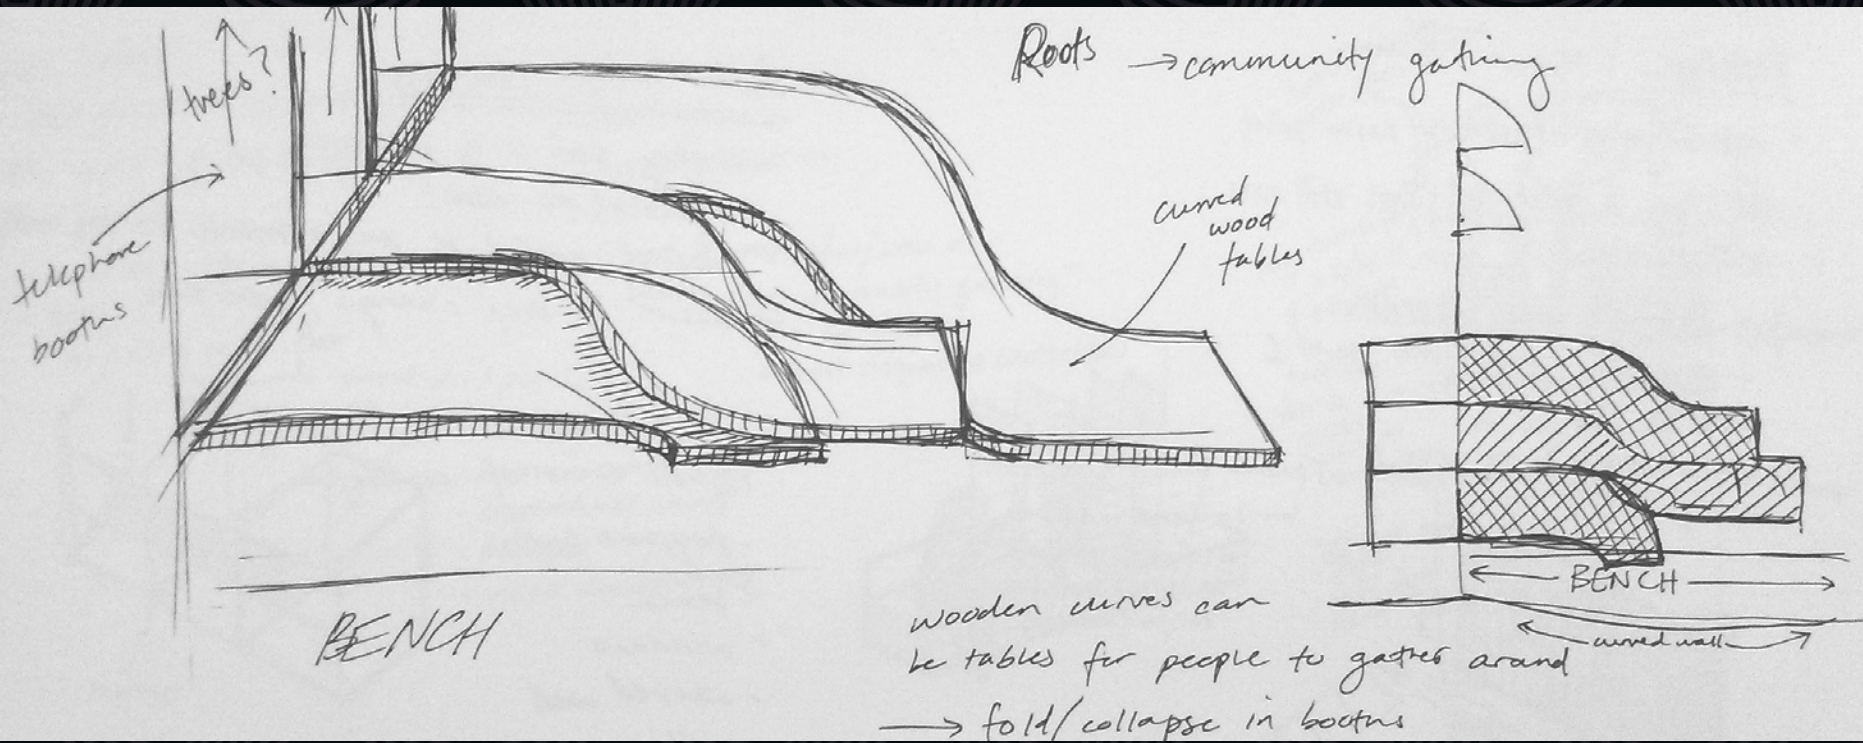 trees?
telephone
booths
Roots → community gathering
curved
wood
tables
BENCH
BENCH
curved wall
wooden curves can
be tables for people to gather around
→ fold/collapse in booths